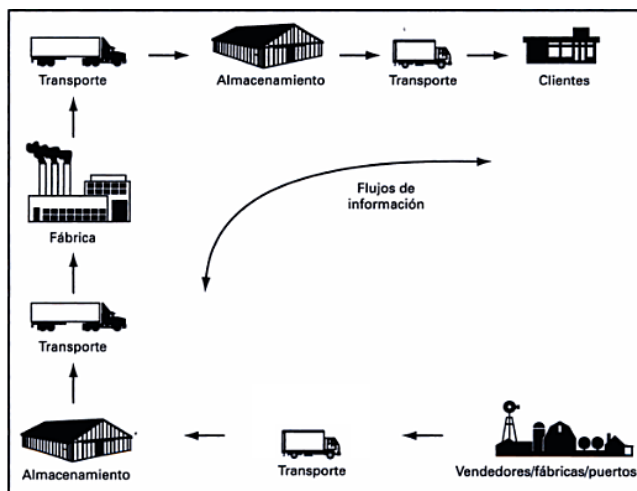 Transporte
Almacenamiento
Transporte
Clientes
Flujos de
información
Fábrica
Transporte
Almacenamiento
Transporte
Vendedores/fábricas/puertos